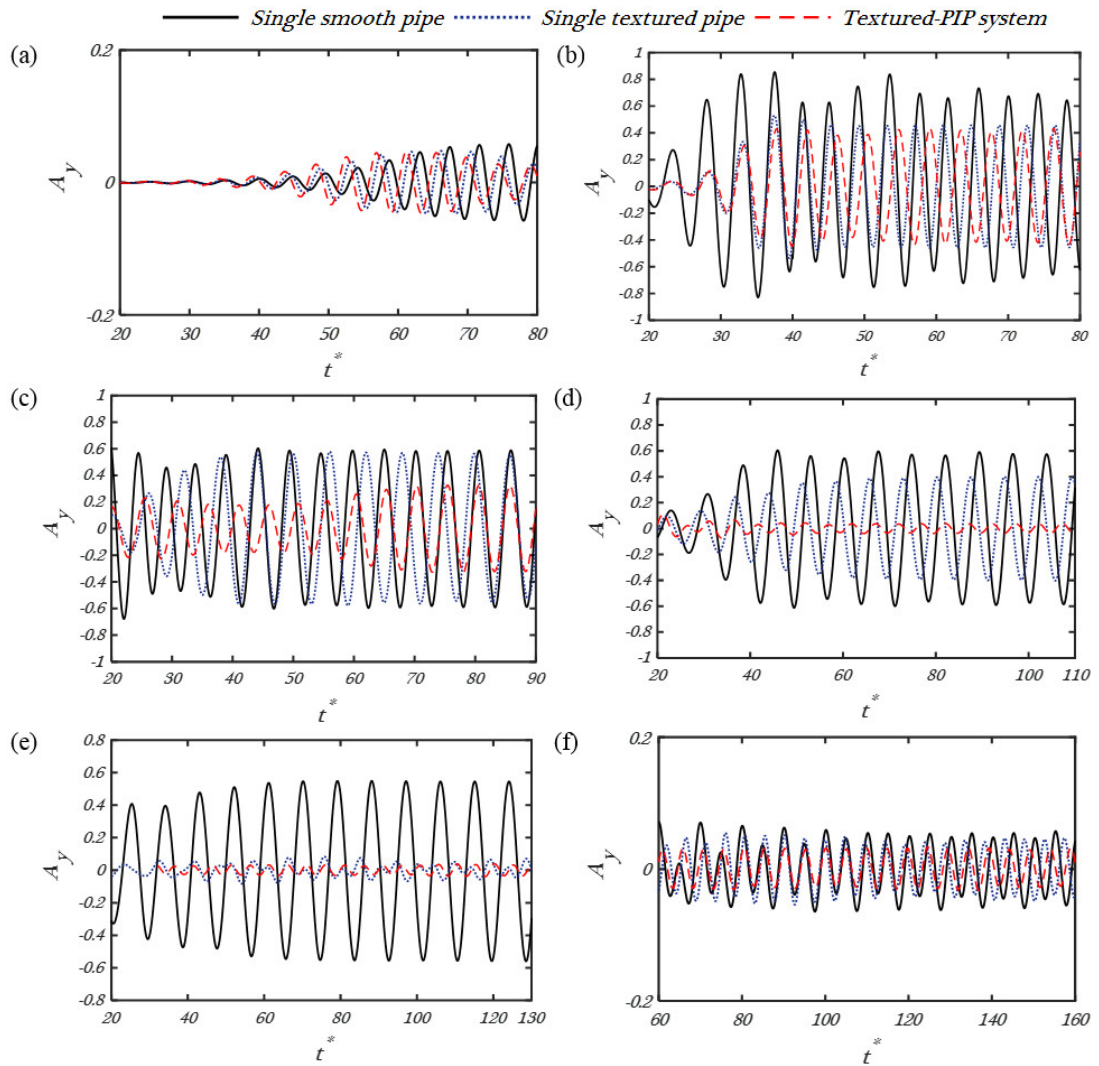 Single smooth pipe Single textured pipe Textured-PIP system
(a)
0.2
0
-0.2
A_y
20 30 40 50 60 70 80
t*
(b)
1
0.8
0.6
0.4
0.2
0
-0.2
-0.4
-0.6
-0.8
-1
A_y
20 30 40 50 60 70 80
t*
(c)
1
0.8
0.6
0.4
0.2
0
-0.2
-0.4
-0.6
-0.8
-1
A_y
20 30 40 50 60 70 80 90
t*
(d)
1
0.8
0.6
0.4
0.2
0
-0.2
-0.4
-0.6
-0.8
-1
A_y
20 40 60 80 100 110
t*
(e)
0.8
0.6
0.4
0.2
0
-0.2
-0.4
-0.6
-0.8
A_y
20 40 60 80 100 120 130
t*
(f)
0.2
0
-0.2
A_y
60 80 100 120 140 160
t*